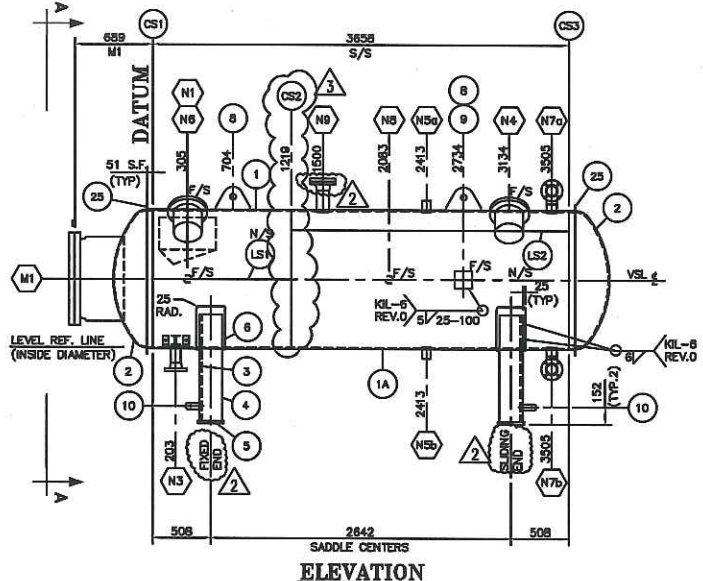 CS1
CS3
689
M1
3658
S/S
DATUM
N1
N6
8
CS2
3
N9
N8
N5a
8
9
N4
N7a
51 S.F.
(TYP)
305
704
1219
1500
2083
2413
2734
3134
3505
25
F/S
1
2
F/S
25
2
N/S
LS1
LS2
M1
F/S
F/S
F/S
N/S
VSL ℄
25
RAD.
25
(TYP)
KIL-6
REV.0
5
25-100
6
LEVEL REF. LINE
(INSIDE DIAMETER)
KIL-6
REV.0
6
2
3
1A
10
4
152
(TYP.2)
10
5
203
FIXED
END
2
2413
2
SLIDING
END
3505
N3
N5b
N7b
A
A
508
2642
508
SADDLE CENTERS
ELEVATION